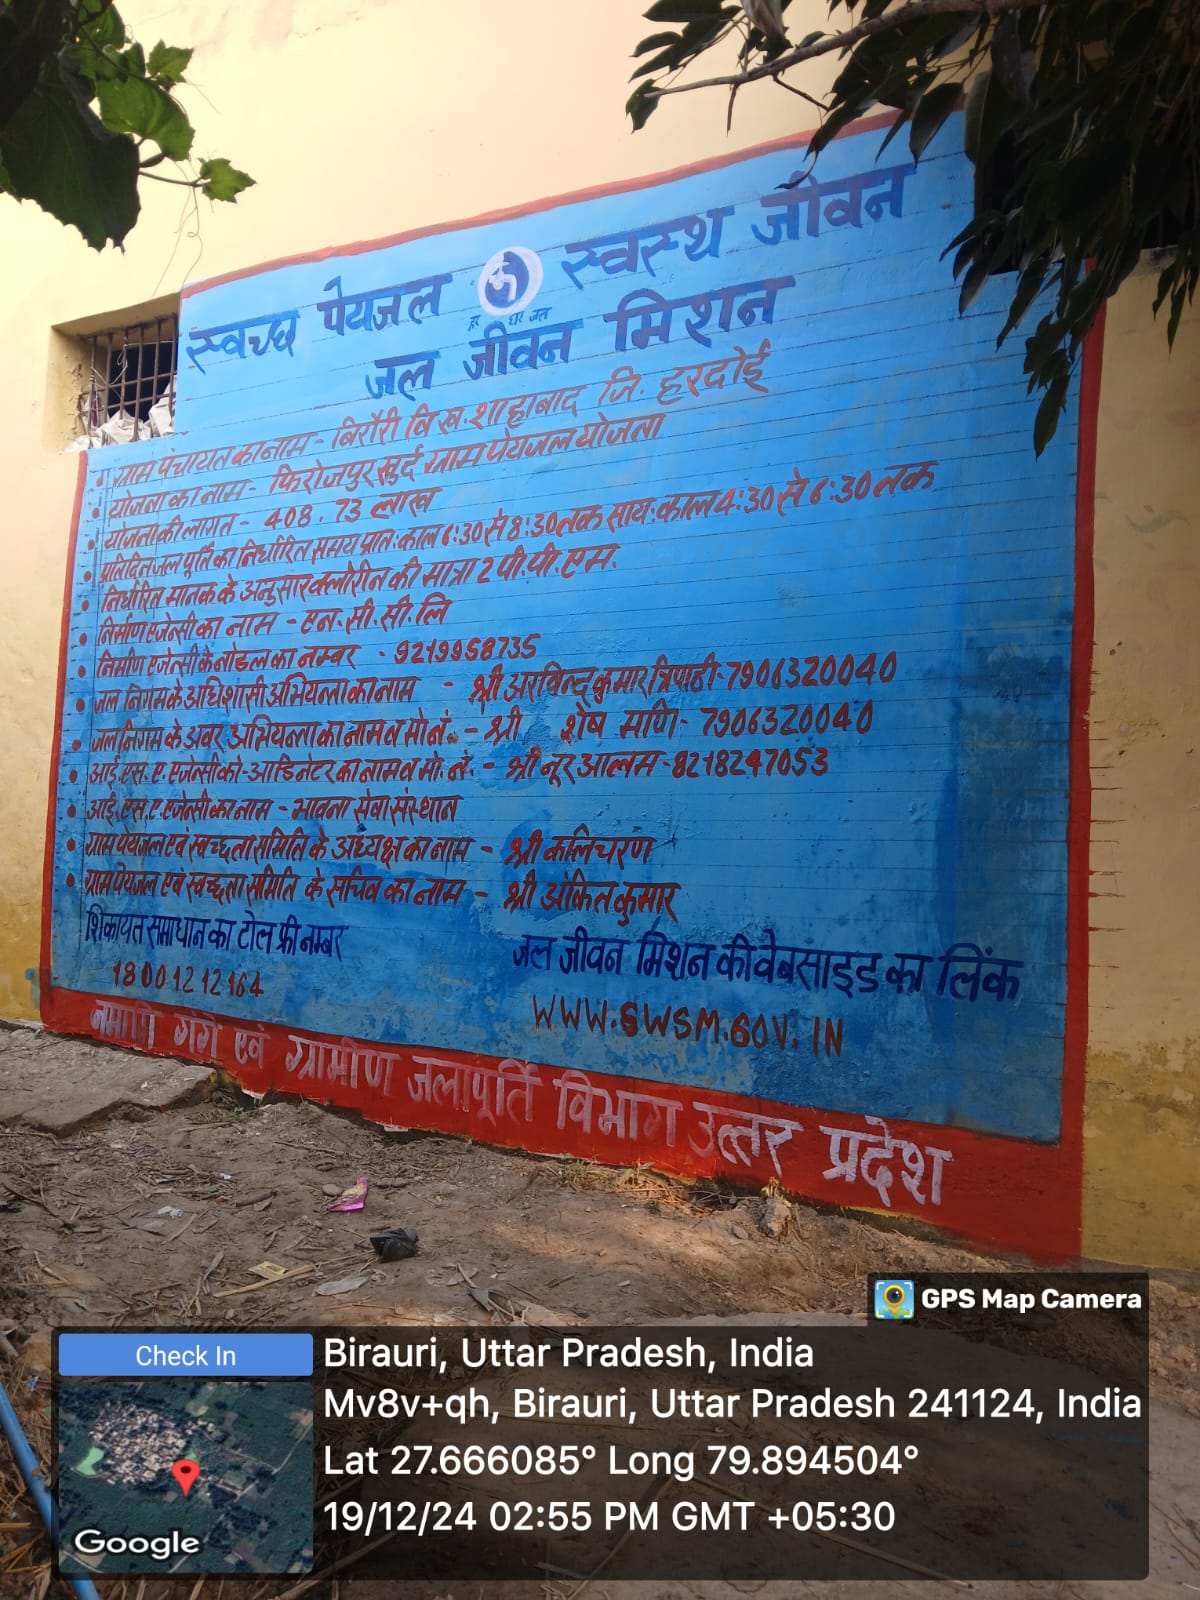 स्वच्छ पेयजल स्वस्थ जीवन
हर घर जल
जल जीवन मिशन
ग्राम पंचायत का नाम - बिरौरी वि.ख. शाहाबाद जि. हरदोई
योजना का नाम - फिरोजपुर खुर्द ग्राम पेयजल योजना
योजना की लागत - 408.73 लाख
प्रतिदिन जल पूर्ति का निर्धारित समय प्रात:काल 6:30 से 8:30 तक साय:काल 4:30 से 6:30 तक
निर्धारित मानक के अनुसार क्लोरीन की मात्रा 2 पी.पी.एम.
निर्माण एजेन्सी का नाम - एन.सी.सी.लि
निर्माण एजेन्सी के नोडल का नम्बर - 9219958735
जल निगम के अधिशासी अभियन्ता का नाम - श्री अरविन्द कुमार त्रिपाठी - 7906320040
जल निगम के अवर अभियन्ता का नाम व मो नं. - श्री शेष मणि - 7906320040
आई.एस.ए. एजेन्सी को-आडिनेटर का नाम व मो. नं. - श्री नूर आलम - 8218247053
आई.एस.ए. एजेन्सी का नाम - भावना सेवा संस्थान
ग्राम पेयजल एवं स्वच्छता समिति के अध्यक्ष का नाम - श्री कलिचरण
ग्राम पेयजल एवं स्वच्छता समिति के सचिव का नाम - श्री अंकित कुमार
शिकायत समाधान का टोल फ्री नम्बर
18001212164
जल जीवन मिशन की वेबसाइड का लिंक
WWW.SWSM.GOV.IN
नमामि गंगे एवं ग्रामीण जलापूर्ति विभाग उत्तर प्रदेश
GPS Map Camera
Check In
Google
Birauri, Uttar Pradesh, India
Mv8v+qh, Birauri, Uttar Pradesh 241124, India
Lat 27.666085° Long 79.894504°
19/12/24 02:55 PM GMT +05:30